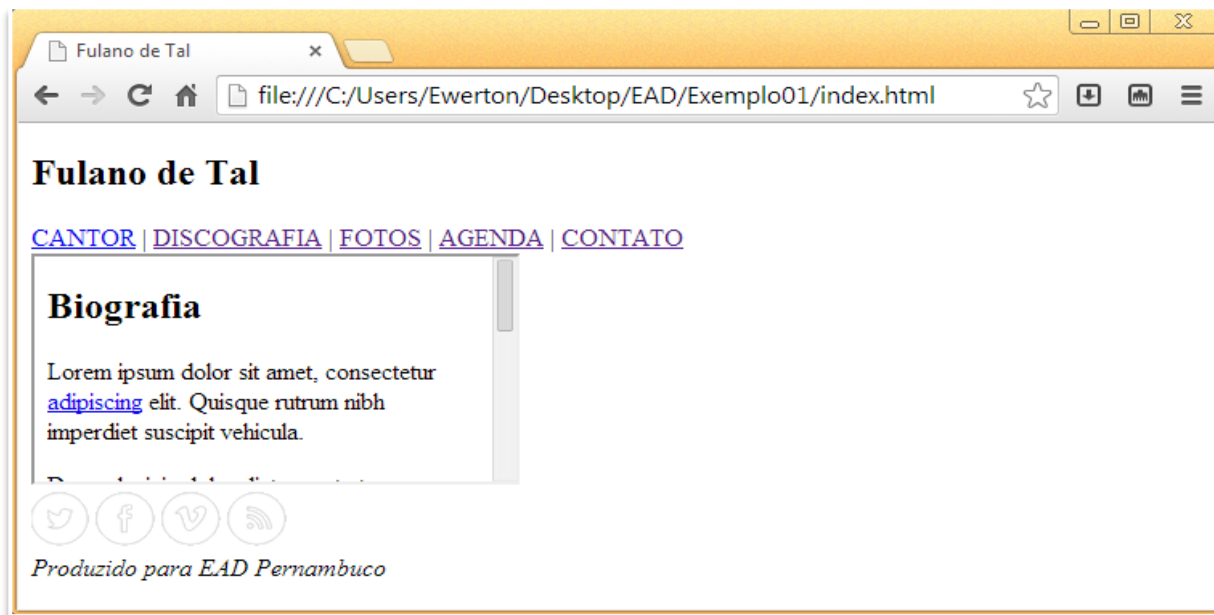 Fulano de Tal
file:///C:/Users/Ewerton/Desktop/EAD/Exemplo01/index.html
Fulano de Tal
CANTOR | DISCOGRAFIA | FOTOS | AGENDA | CONTATO
Biografia
Lorem ipsum dolor sit amet, consectetur
adipiscing elit. Quisque rutrum nibh
imperdiet suscipit vehicula.
Produzido para EAD Pernambuco